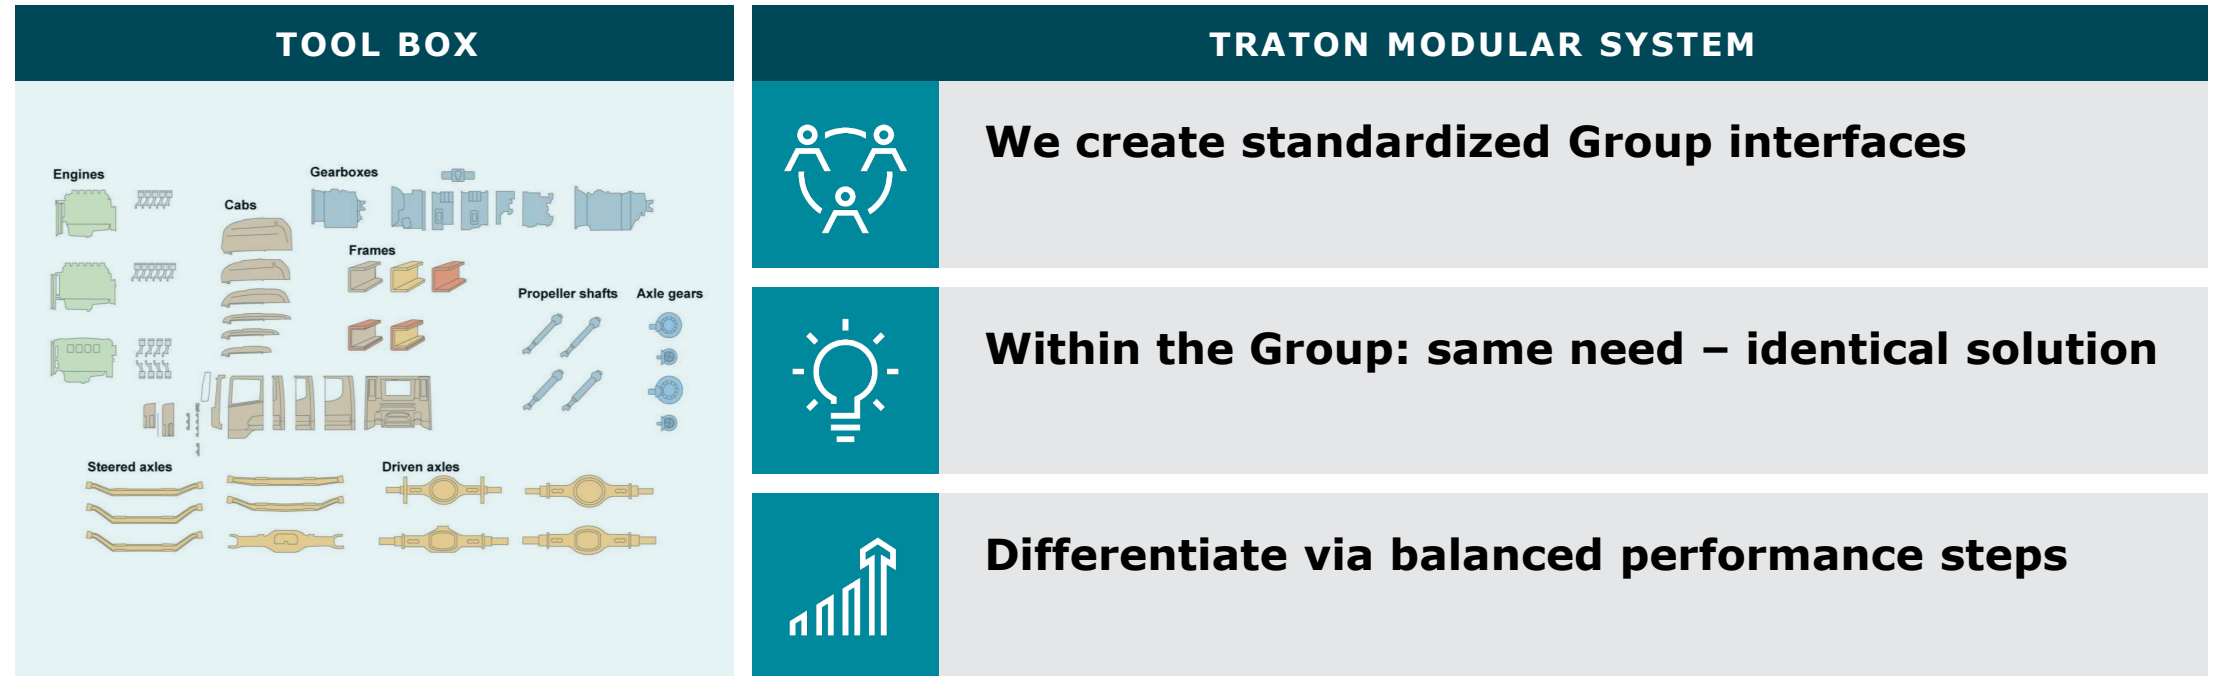 TOOL BOX
Engines
Gearboxes
Cabs
Frames
Propeller shafts
Axle gears
Steered axles
Driven axles
TRATON MODULAR SYSTEM
We create standardized Group interfaces
Within the Group: same need – identical solution
Differentiate via balanced performance steps